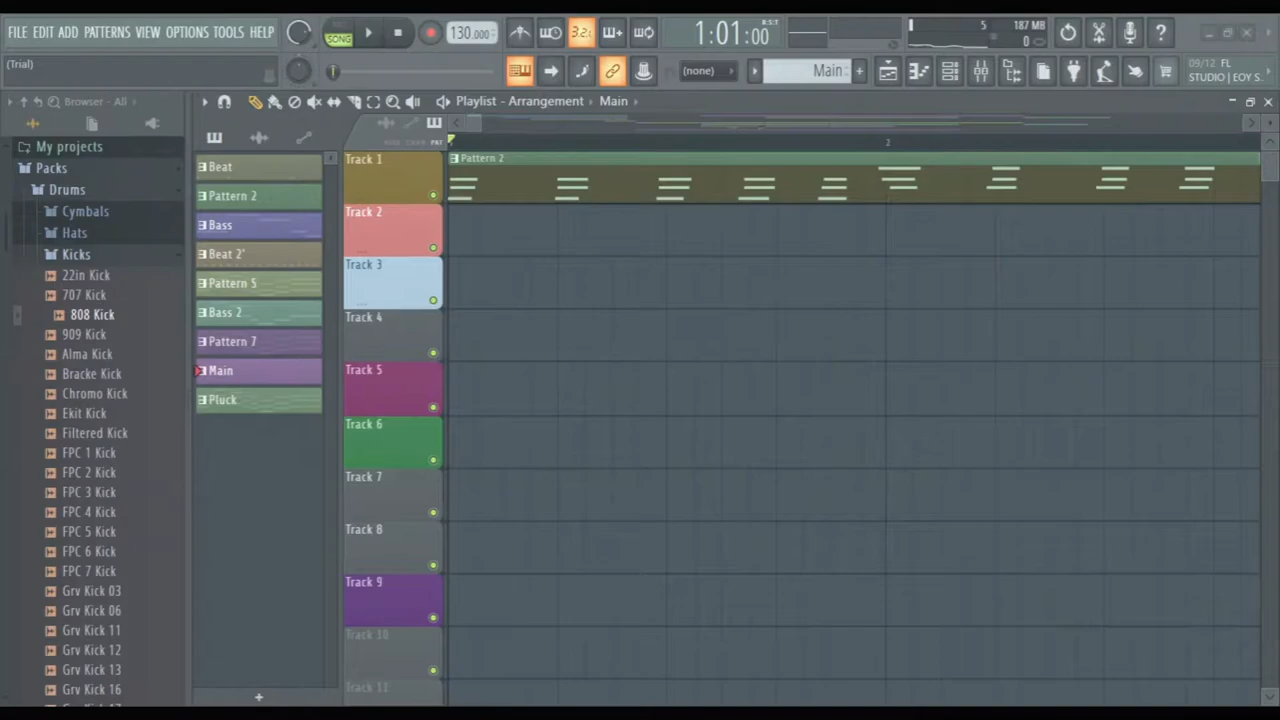 FILE EDIT ADD PATTERNS VIEW OPTIONS TOOLS HELP
SONG
130.000
3.2.
1:01:00
B:S:T
5
187 MB
0
(Trial)
(none)
Main
09/12 FL
STUDIO | EOY S.
Browser - All
Playlist - Arrangement
Main
My projects
Packs
Drums
Cymbals
Hats
Kicks
22in Kick
707 Kick
808 Kick
909 Kick
Alma Kick
Bracke Kick
Chromo Kick
Ekit Kick
Filtered Kick
FPC 1 Kick
FPC 2 Kick
FPC 3 Kick
FPC 4 Kick
FPC 5 Kick
FPC 6 Kick
FPC 7 Kick
Grv Kick 03
Grv Kick 06
Grv Kick 11
Grv Kick 12
Grv Kick 13
Grv Kick 16
Beat
Pattern 2
Bass
Beat 2'
Pattern 5
Bass 2
Pattern 7
Main
Pluck
+
2
Track 1
Track 2
Track 3
Track 4
Track 5
Track 6
Track 7
Track 8
Track 9
Track 10
Track 11
Pattern 2